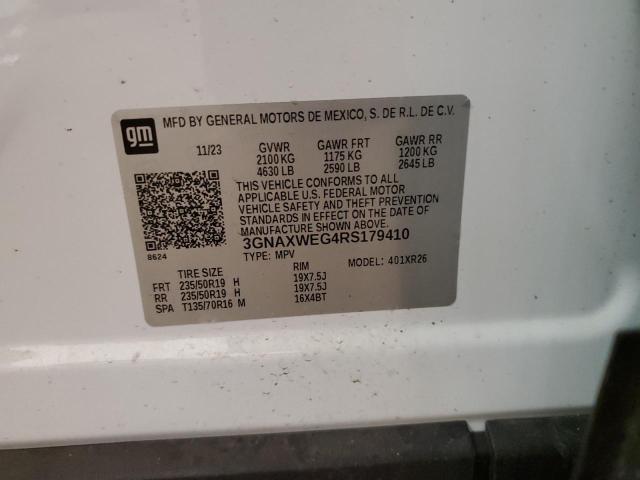 gm
MFD BY GENERAL MOTORS DE MEXICO, S. DE R.L. DE C.V.
11/23 GVWR GAWR FRT GAWR RR
2100 KG 1175 KG 1200 KG
4630 LB 2590 LB 2645 LB
THIS VEHICLE CONFORMS TO ALL
APPLICABLE U.S. FEDERAL MOTOR
VEHICLE SAFETY AND THEFT PREVENTION
STANDARDS IN EFFECT ON THE DATE OF
MANUFACTURE SHOWN ABOVE.
3GNAXWEG4RS179410
8624 TYPE: MPV MODEL: 401XR26
TIRE SIZE RIM
FRT 235/50R19 H 19X7.5J
RR 235/50R19 H 19X7.5J
SPA T135/70R16 M 16X4BT